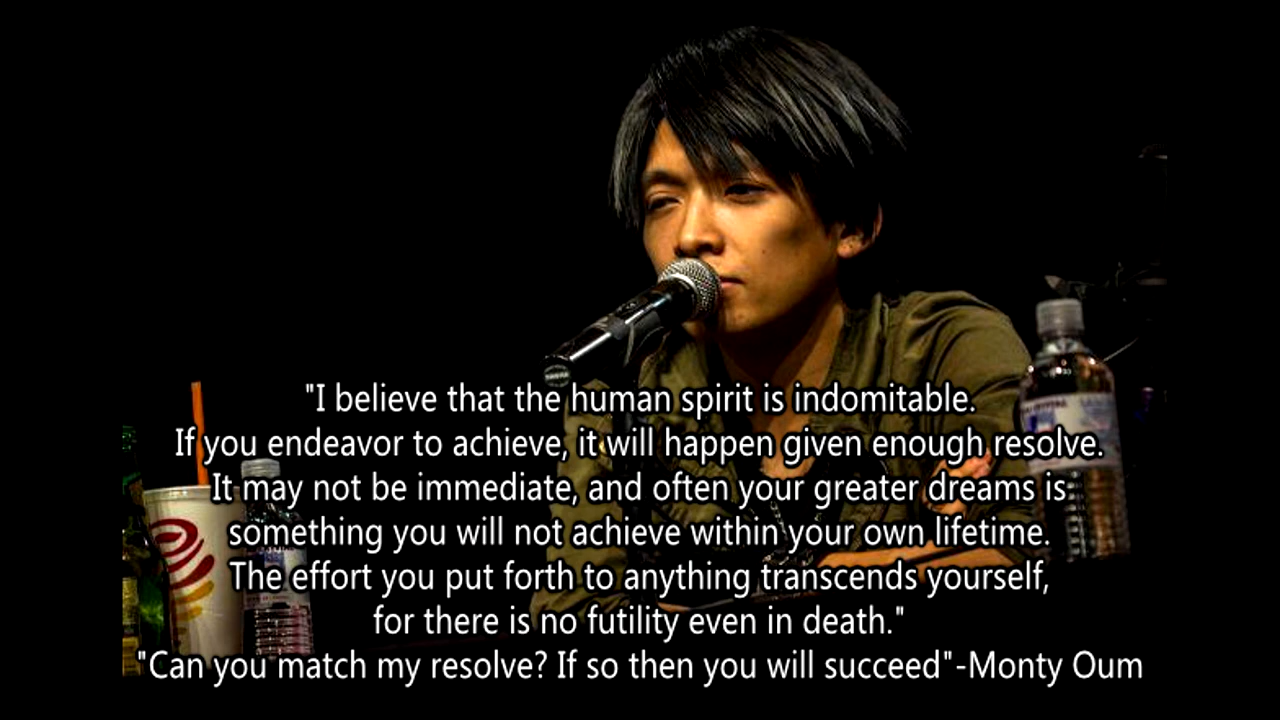 "I believe that the human spirit is indomitable.
If you endeavor to achieve, it will happen given enough resolve.
It may not be immediate, and often your greater dreams is
something you will not achieve within your own lifetime.
The effort you put forth to anything transcends yourself,
for there is no futility even in death."
"Can you match my resolve? If so then you will succeed"-Monty Oum